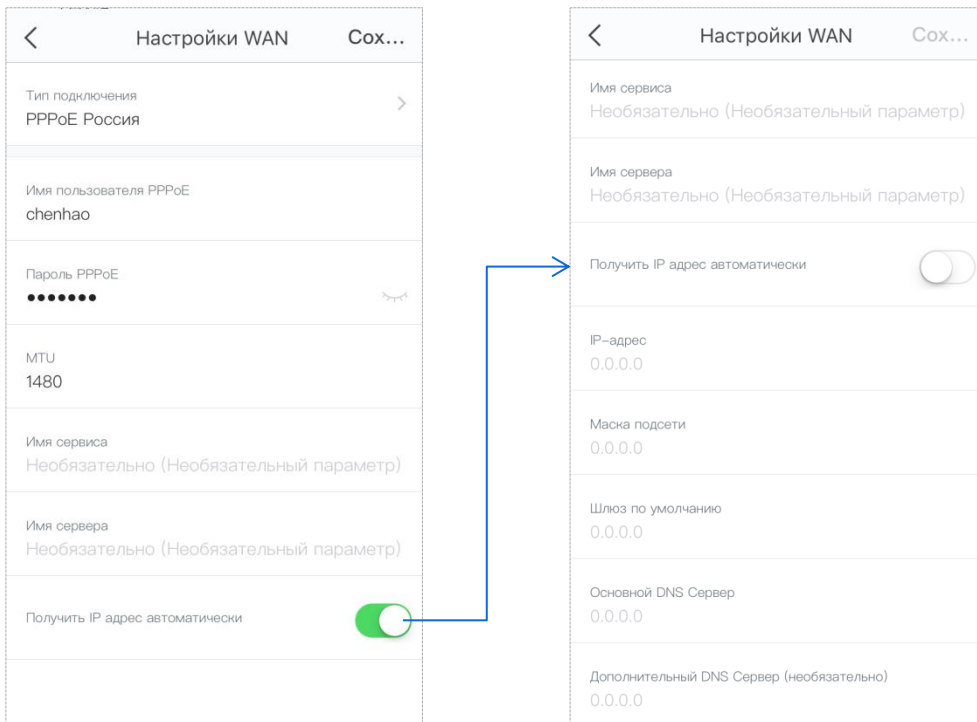 Настройки WAN
Сох...
Тип подключения
PPPoE Россия
Имя пользователя PPPoE
chenhao
Пароль PPPoE
•••••••
MTU
1480
Имя сервиса
Необязательно (Необязательный параметр)
Имя сервера
Необязательно (Необязательный параметр)
Получить IP адрес автоматически
Настройки WAN
Сох...
Имя сервиса
Необязательно (Необязательный параметр)
Имя сервера
Необязательно (Необязательный параметр)
Получить IP адрес автоматически
IP-адрес
0.0.0.0
Маска подсети
0.0.0.0
Шлюз по умолчанию
0.0.0.0
Основной DNS Сервер
0.0.0.0
Дополнительный DNS Сервер (необязательно)
0.0.0.0